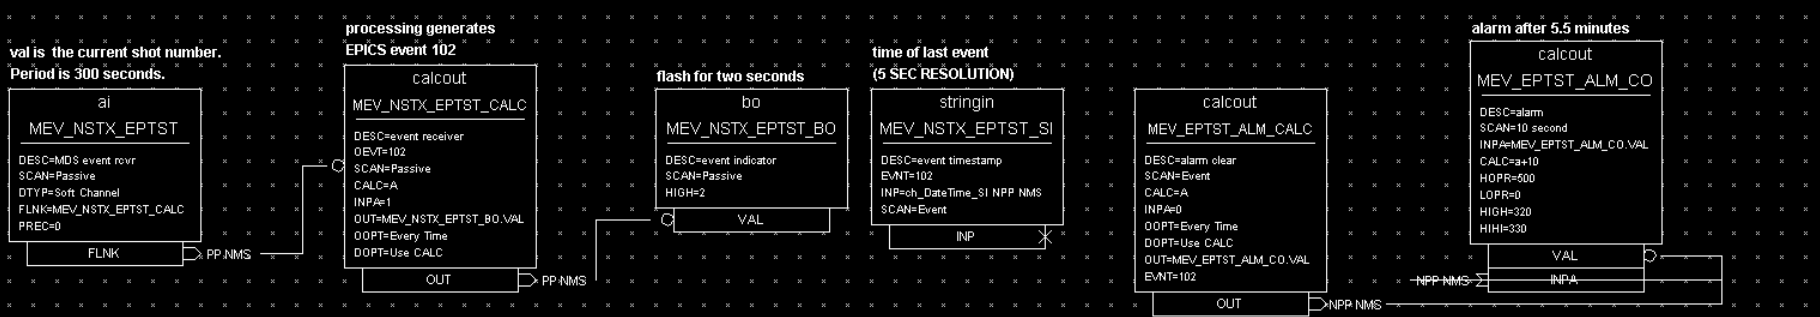 val is the current shot number.
Period is 300 seconds.
ai
MEV_NSTX_EPTST
DESC=MDS event rcvr
SCAN=Passive
DTYP=Soft Channel
FLNK=MEV_NSTX_EPTST_CALC
PREC=0
FLNK
PP NMS
processing generates
EPICS event 102
calcout
MEV_NSTX_EPTST_CALC
DESC=event receiver
OEVT=102
SCAN=Passive
CALC=A
INPA=1
OUT=MEV_NSTX_EPTST_BO.VAL
OOPT=Every Time
DOPT=Use CALC
OUT
PP NMS
flash for two seconds
bo
MEV_NSTX_EPTST_BO
DESC=event indicator
SCAN=Passive
HIGH=2
VAL
time of last event
(5 SEC RESOLUTION)
stringin
MEV_NSTX_EPTST_SI
DESC=event timestamp
EVNT=102
INP=ch_DateTime_SI NPP NMS
SCAN=Event
INP
calcout
MEV_EPTST_ALM_CALC
DESC=alarm clear
SCAN=Event
CALC=A
INPA=0
OOPT=Every Time
DOPT=Use CALC
OUT=MEV_EPTST_ALM_CO.VAL
EVNT=102
OUT
NPP NMS
alarm after 5.5 minutes
calcout
MEV_EPTST_ALM_CO
DESC=alarm
SCAN=10 second
INPA=MEV_EPTST_ALM_CO.VAL
CALC=a+10
HOPR=500
LOPR=0
HIGH=320
HIHI=330
VAL
NPP NMS
INPA